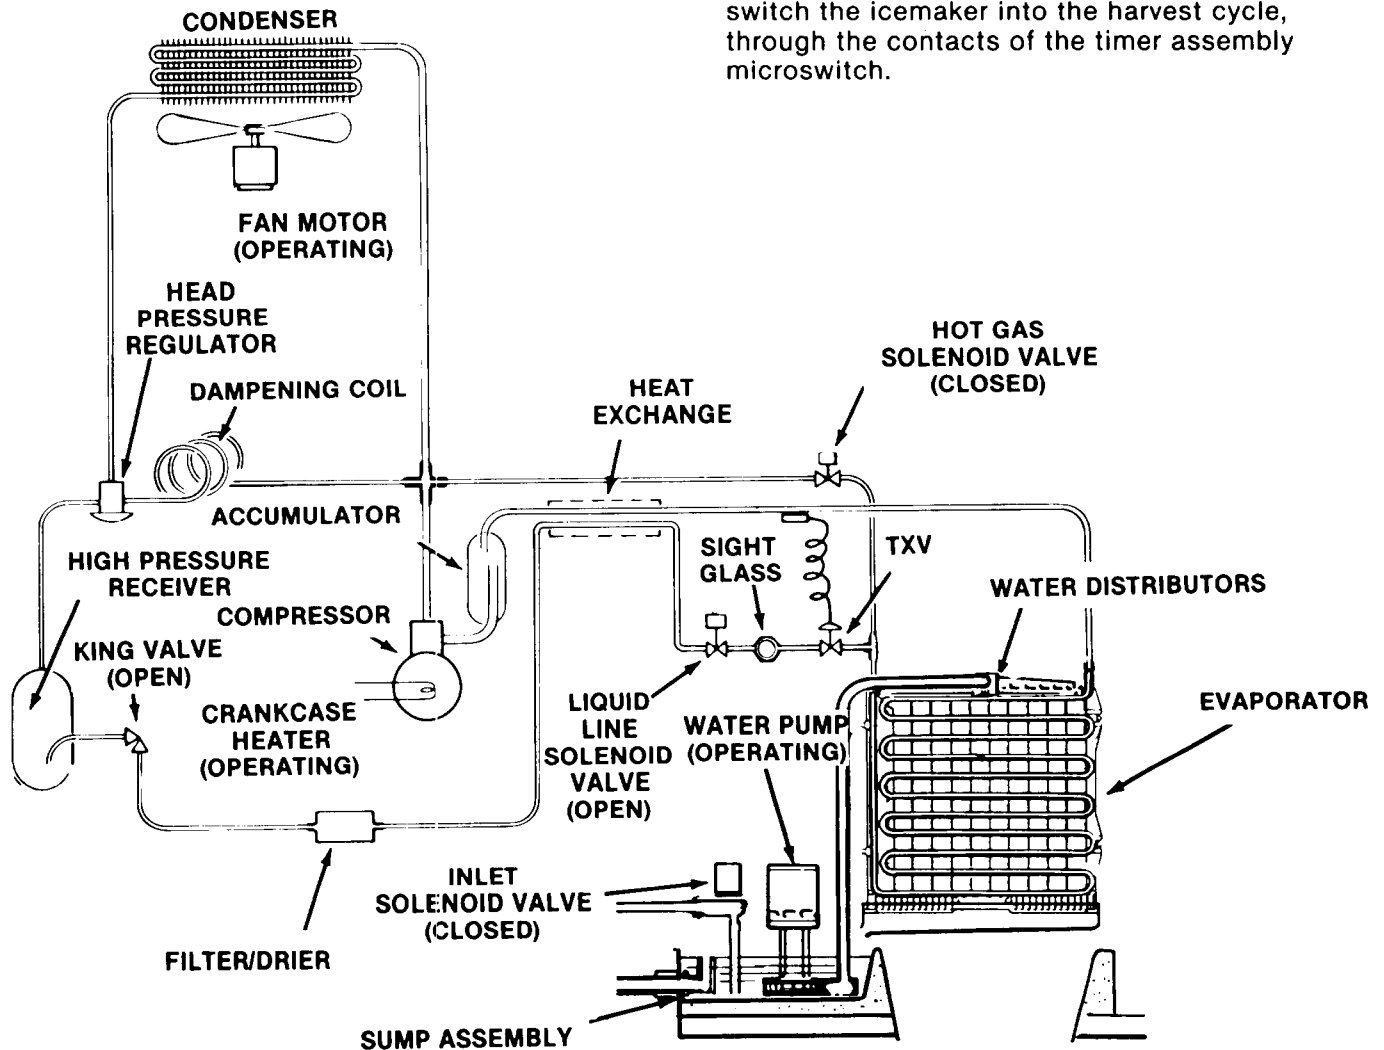 switch the icemaker into the harvest cycle,
through the contacts of the timer assembly
microswitch.
CONDENSER
FAN MOTOR
(OPERATING)
HEAD
PRESSURE
REGULATOR
DAMPENING COIL
HEAT
EXCHANGE
HOT GAS
SOLENOID VALVE
(CLOSED)
ACCUMULATOR
HIGH PRESSURE
RECEIVER
COMPRESSOR
SIGHT
GLASS
TXV
WATER DISTRIBUTORS
KING VALVE
(OPEN)
CRANKCASE
HEATER
(OPERATING)
LIQUID
LINE
SOLENOID
VALVE
(OPEN)
WATER PUMP
(OPERATING)
EVAPORATOR
INLET
SOLENOID VALVE
(CLOSED)
FILTER/DRIER
SUMP ASSEMBLY